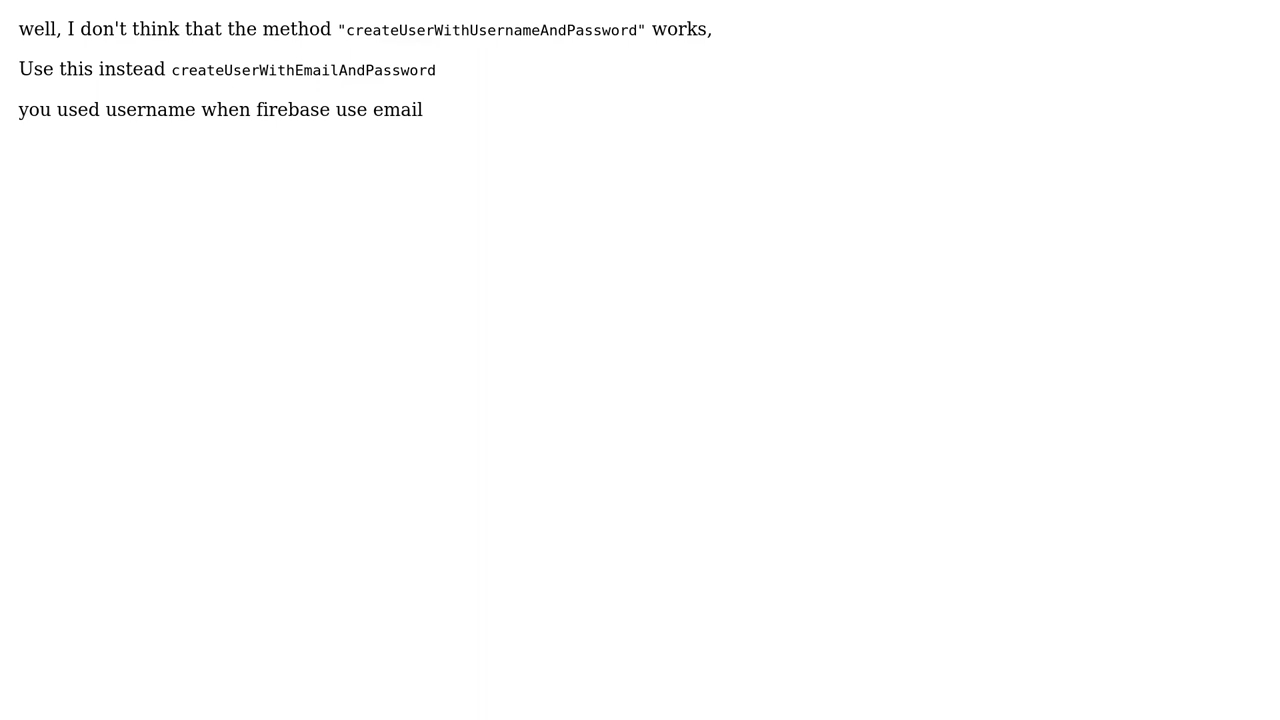 well, I don't think that the method "createUserWithUsernameAndPassword" works,
Use this instead createUserWithEmailAndPassword
you used username when firebase use email